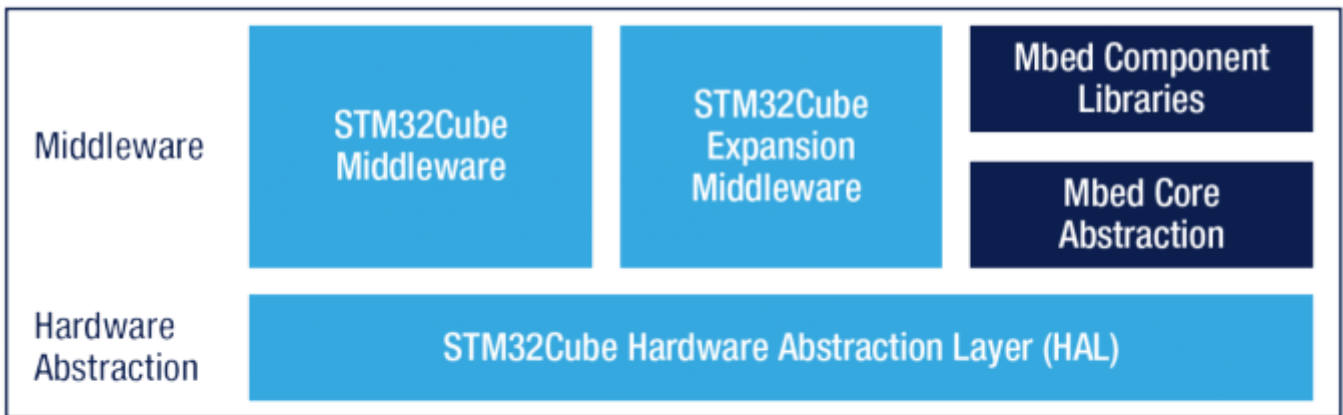 Middleware
STM32Cube
Middleware
STM32Cube
Expansion
Middleware
Mbed Component
Libraries
Mbed Core
Abstraction
Hardware
Abstraction
STM32Cube Hardware Abstraction Layer (HAL)